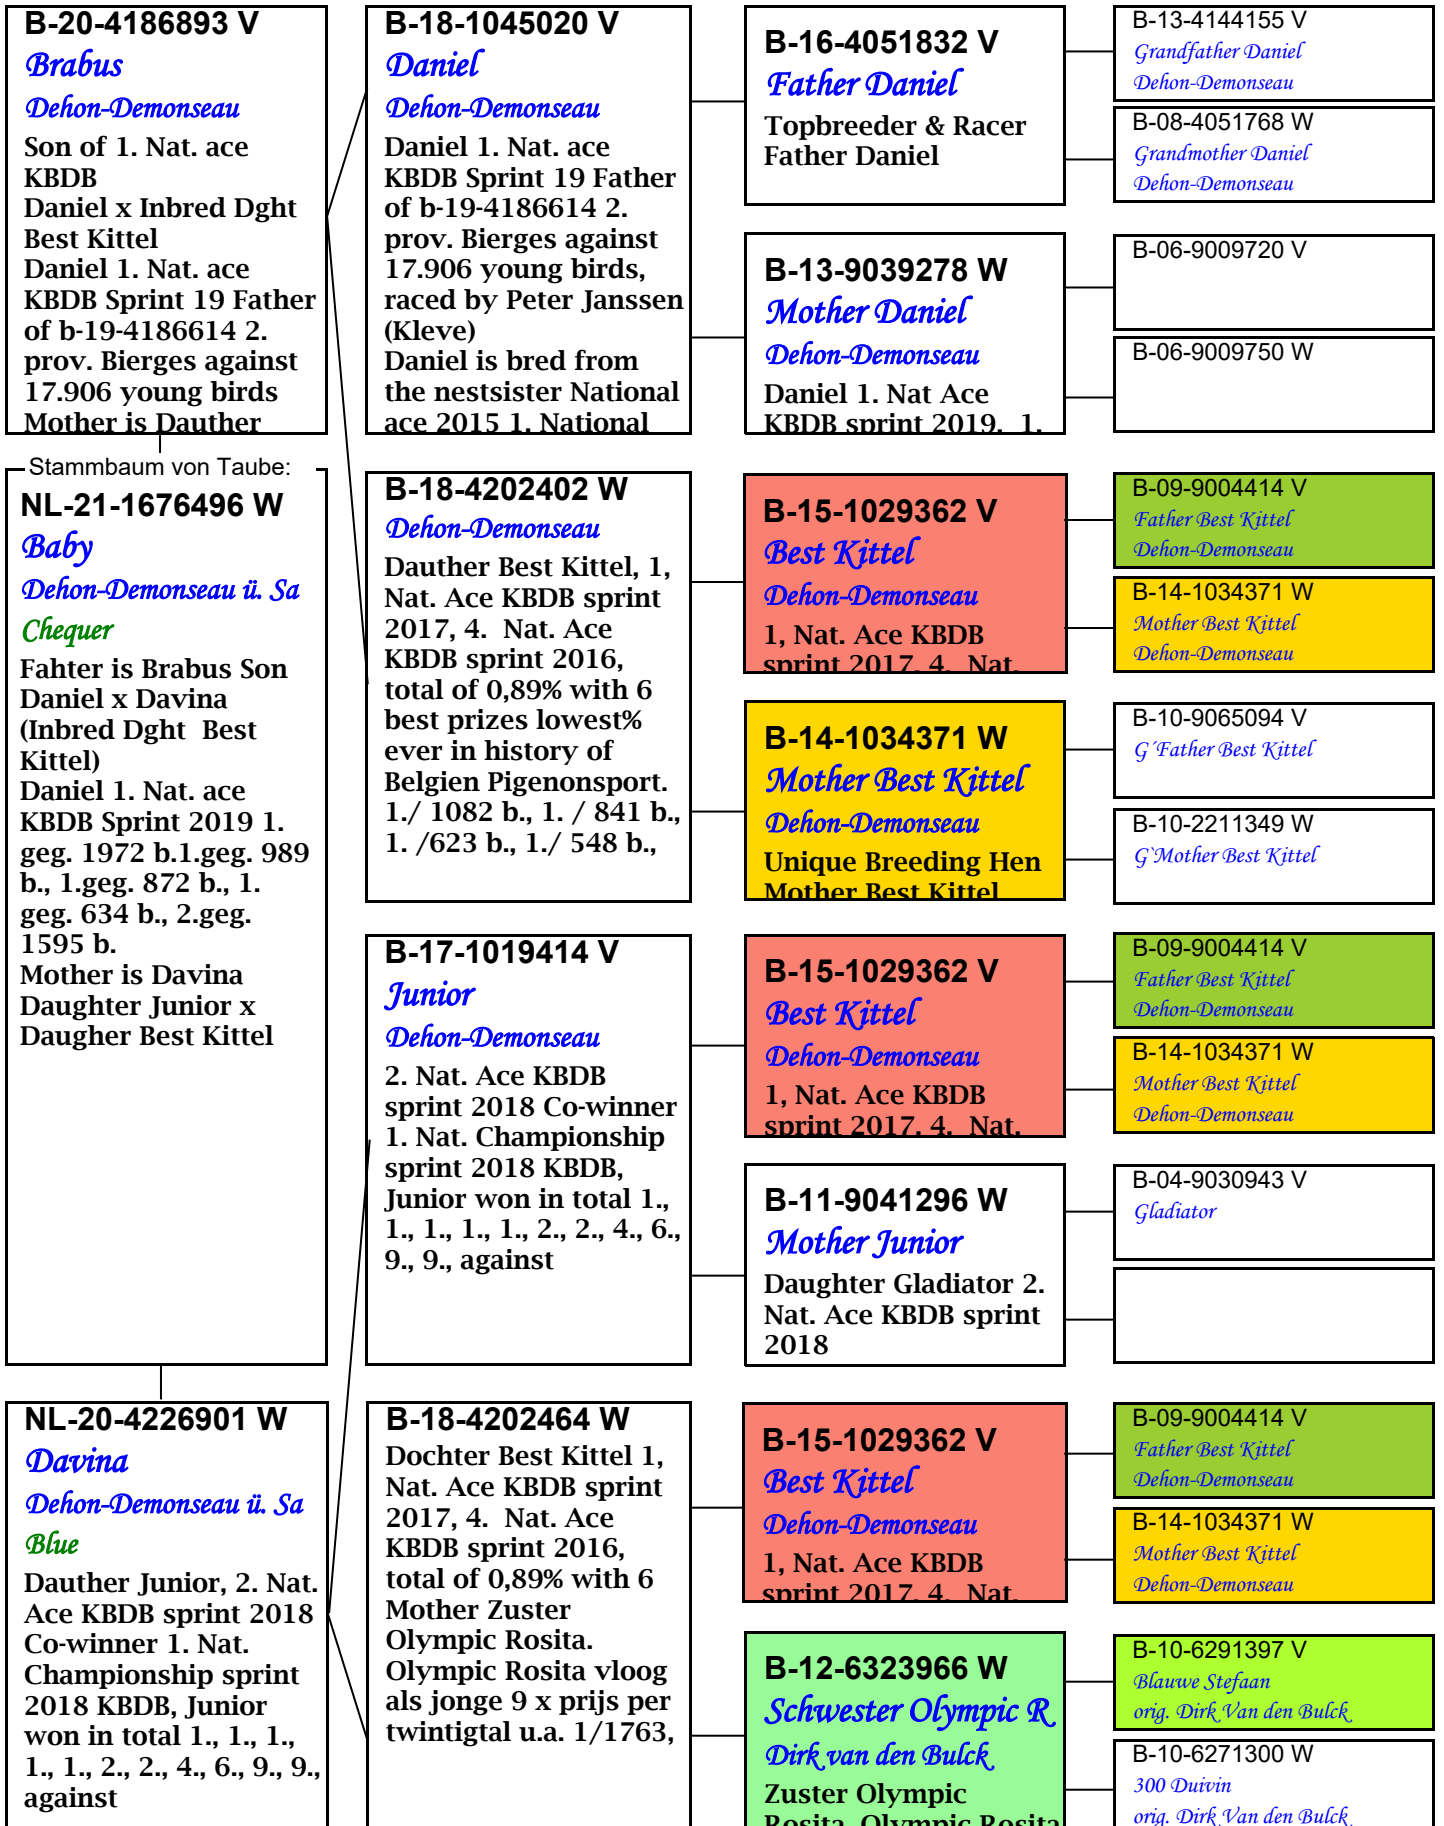 B-20-4186893 V
Brabus
Dehon-Demonseau
Son of 1. Nat. ace
KBDB
Daniel x Inbred Dght
Best Kittel
Daniel 1. Nat. ace
KBDB Sprint 19 Father
of b-19-4186614 2.
prov. Bierges against
17.906 young birds
Mother is Dauther
Stammbaum von Taube:
NL-21-1676496 W
Baby
Dehon-Demonseau ü. Sa
Chequer
Fahter is Brabus Son
Daniel x Davina
(Inbred Dght  Best
Kittel)
Daniel 1. Nat. ace
KBDB Sprint 2019 1.
geg. 1972 b.1.geg. 989
b., 1.geg. 872 b., 1.
geg. 634 b., 2.geg.
1595 b.
Mother is Davina
Daughter Junior x
Daugher Best Kittel
NL-20-4226901 W
Davina
Dehon-Demonseau ü. Sa
Blue
Dauther Junior, 2. Nat.
Ace KBDB sprint 2018
Co-winner 1. Nat.
Championship sprint
2018 KBDB, Junior
won in total 1., 1., 1.,
1., 1., 2., 2., 4., 6., 9., 9.,
against
B-18-1045020 V
Daniel
Dehon-Demonseau
Daniel 1. Nat. ace
KBDB Sprint 19 Father
of b-19-4186614 2.
prov. Bierges against
17.906 young birds,
raced by Peter Janssen
(Kleve)
Daniel is bred from
the nestsister National
ace 2015 1. National
B-18-4202402 W
Dehon-Demonseau
Dauther Best Kittel, 1,
Nat. Ace KBDB sprint
2017, 4.  Nat. Ace
KBDB sprint 2016,
total of 0,89% with 6
best prizes lowest%
ever in history of
Belgien Pigenonsport.
1./ 1082 b., 1. / 841 b.,
1. /623 b., 1./ 548 b.,
B-17-1019414 V
Junior
Dehon-Demonseau
2. Nat. Ace KBDB
sprint 2018 Co-winner
1. Nat. Championship
sprint 2018 KBDB,
Junior won in total 1.,
1., 1., 1., 1., 2., 2., 4., 6.,
9., 9., against
B-18-4202464 W
Dochter Best Kittel 1,
Nat. Ace KBDB sprint
2017, 4.  Nat. Ace
KBDB sprint 2016,
total of 0,89% with 6
Mother Zuster
Olympic Rosita.
Olympic Rosita vloog
als jonge 9 x prijs per
twintigtal u.a. 1/1763,
B-16-4051832 V
Father Daniel
Topbreeder & Racer
Father Daniel
B-13-9039278 W
Mother Daniel
Dehon-Demonseau
Daniel 1. Nat Ace
KBDB sprint 2019.  1.
B-15-1029362 V
Best Kittel
Dehon-Demonseau
1, Nat. Ace KBDB
sprint 2017, 4.  Nat.
B-14-1034371 W
Mother Best Kittel
Dehon-Demonseau
Unique Breeding Hen
Mother Best Kittel
B-15-1029362 V
Best Kittel
Dehon-Demonseau
1, Nat. Ace KBDB
sprint 2017, 4.  Nat.
B-11-9041296 W
Mother Junior
Daughter Gladiator 2.
Nat. Ace KBDB sprint
2018
B-15-1029362 V
Best Kittel
Dehon-Demonseau
1, Nat. Ace KBDB
sprint 2017, 4.  Nat.
B-12-6323966 W
Schwester Olympic R
Dirk van den Bulck
Zuster Olympic
Rosita, Olympic Rosita
B-13-4144155 V
Grandfather Daniel
Dehon-Demonseau
B-08-4051768 W
Grandmother Daniel
Dehon-Demonseau
B-06-9009720 V
B-06-9009750 W
B-09-9004414 V
Father Best Kittel
Dehon-Demonseau
B-14-1034371 W
Mother Best Kittel
Dehon-Demonseau
B-10-9065094 V
G´Father Best Kittel
B-10-2211349 W
G`Mother Best Kittel
B-09-9004414 V
Father Best Kittel
Dehon-Demonseau
B-14-1034371 W
Mother Best Kittel
Dehon-Demonseau
B-04-9030943 V
Gladiator
B-09-9004414 V
Father Best Kittel
Dehon-Demonseau
B-14-1034371 W
Mother Best Kittel
Dehon-Demonseau
B-10-6291397 V
Blauwe Stefaan
orig. Dirk Van den Bulck
B-10-6271300 W
300 Duivin
orig. Dirk Van den Bulck